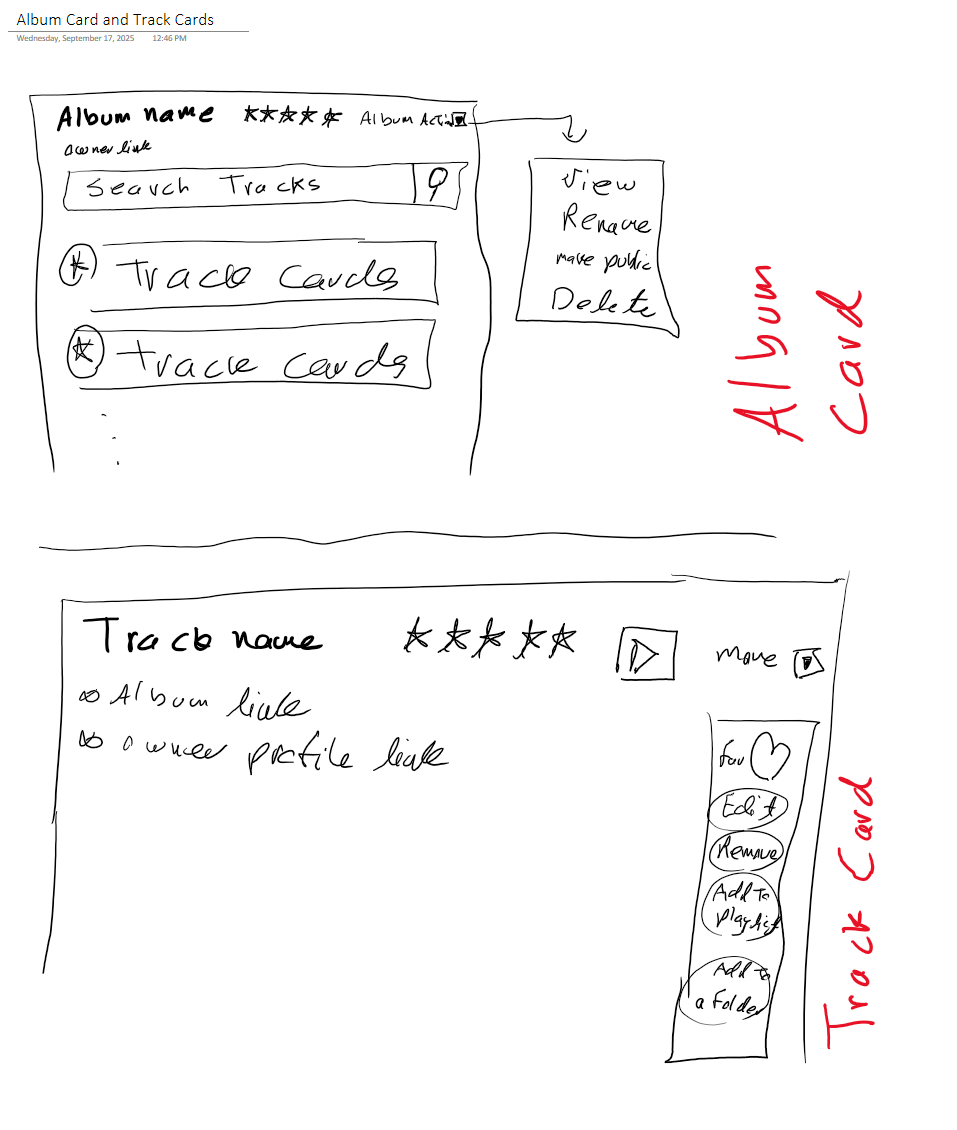 Album Card and Track Cards
Wednesday, September 17, 2025 12:46 PM
Album name Album Acti
owner link
Search Tracks
Track cards
Track cards
View
Rename
make public
Delete
Album
Card
Track name
Album link
owner profile link
fav
Edit
Remove
Add to
playlist
Add to
a Folder
Track Card